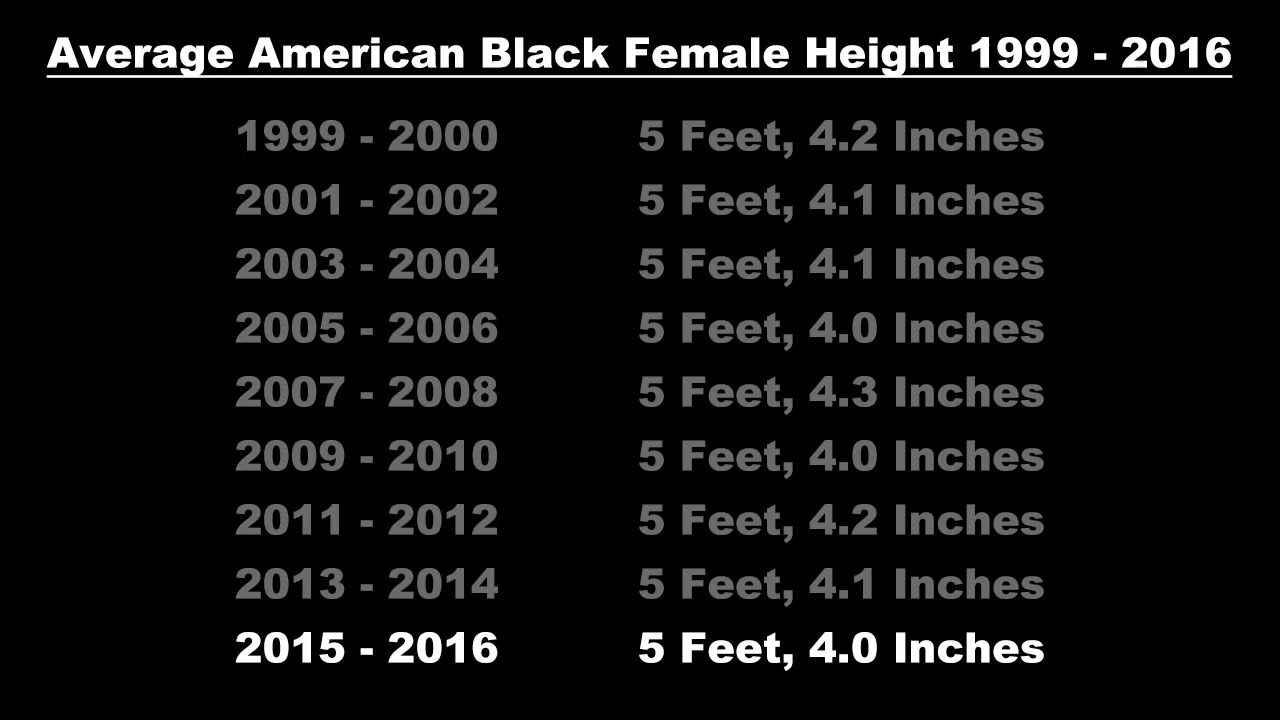 Average American Black Female Height 1999 - 2016
1999 - 2000 5 Feet, 4.2 Inches
2001 - 2002 5 Feet, 4.1 Inches
2003 - 2004 5 Feet, 4.1 Inches
2005 - 2006 5 Feet, 4.0 Inches
2007 - 2008 5 Feet, 4.3 Inches
2009 - 2010 5 Feet, 4.0 Inches
2011 - 2012 5 Feet, 4.2 Inches
2013 - 2014 5 Feet, 4.1 Inches
2015 - 2016 5 Feet, 4.0 Inches